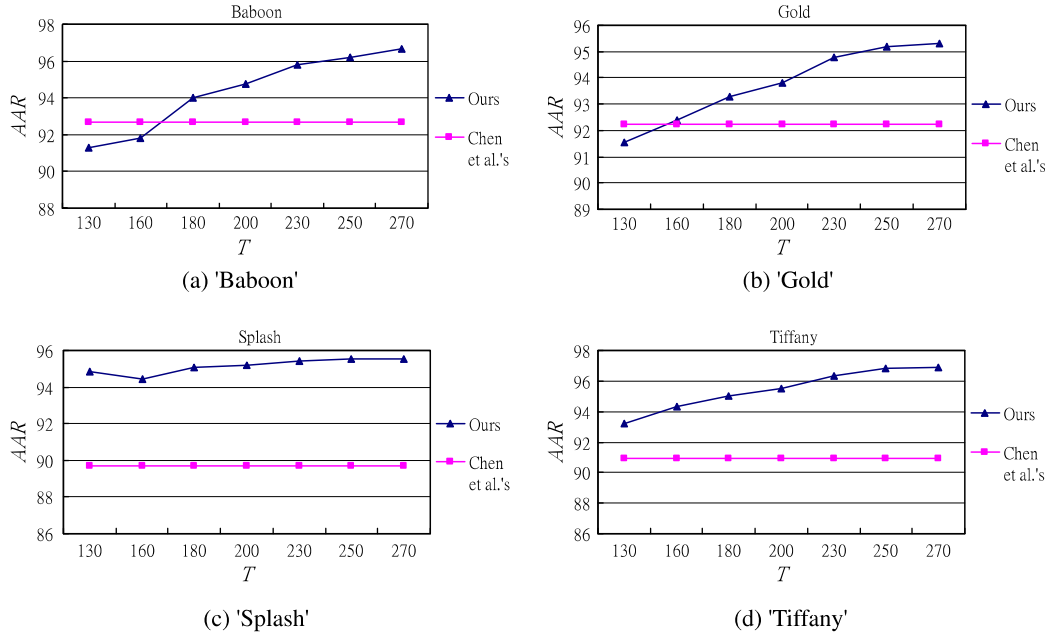 Baboon
98
96
94
92
90
88
AAR
130 160 180 200 230 250 270
T
Ours
Chen
et al.'s
(a) 'Baboon'
Gold
96
95
94
93
92
91
90
89
AAR
130 160 180 200 230 250 270
T
Ours
Chen
et al.'s
(b) 'Gold'
Splash
96
94
92
90
88
86
AAR
130 160 180 200 230 250 270
T
Ours
Chen
et al.'s
(c) 'Splash'
Tiffany
98
96
94
92
90
88
86
AAR
130 160 180 200 230 250 270
T
Ours
Chen
et al.'s
(d) 'Tiffany'